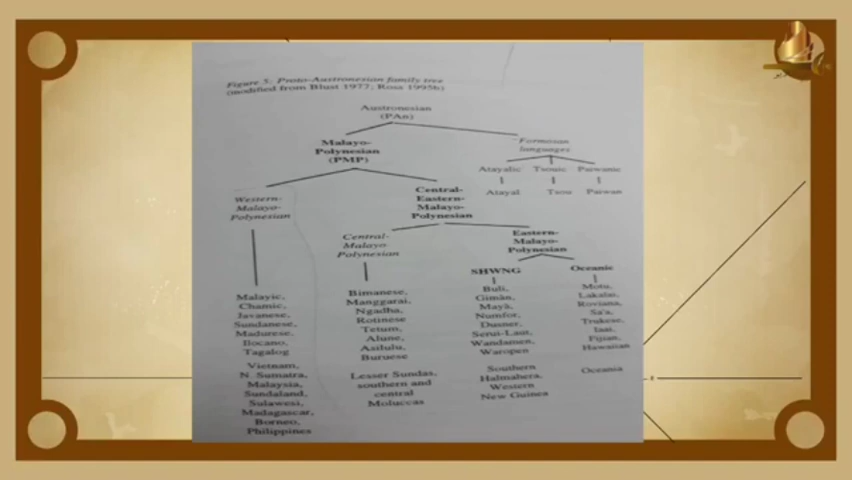 Figure 5: Proto-Austronesian family tree
(modified from Blust 1977; Ross 1995b)
Austronesian
(PAn)
Malayo-
Polynesian
(PMP)
Formosan
languages
Atayalic
Tsouic
Paiwanic
Atayal
Tsou
Paiwan
Western-
Malayo-
Polynesian
Central-
Eastern-
Malayo-
Polynesian
Central-
Malayo
Polynesian
Eastern-
Malayo-
Polynesian
SHWNG
Oceanic
Malayic,
Chamic,
Javanese,
Sundanese,
Madurese,
Ilocano,
Tagalog
Vietnam,
N. Sumatra,
Malaysia,
Sundaland,
Sulawesi,
Madagascar,
Borneo,
Philippines
Bimanese,
Manggarai,
Ngadha,
Rotinese
Tetum,
Alune,
Asilulu,
Buruese
Lesser Sundas,
southern and
central
Moluccas
Buli,
Gimán,
Mayá,
Numfor,
Dusner,
Serui-Laut,
Wandamen,
Waropen
Southern
Halmahera,
Western
New Guinea
Motu,
Lakalai,
Roviana,
Sa'a,
Trukese,
Iaai,
Fijian,
Hawaiian
Oceania